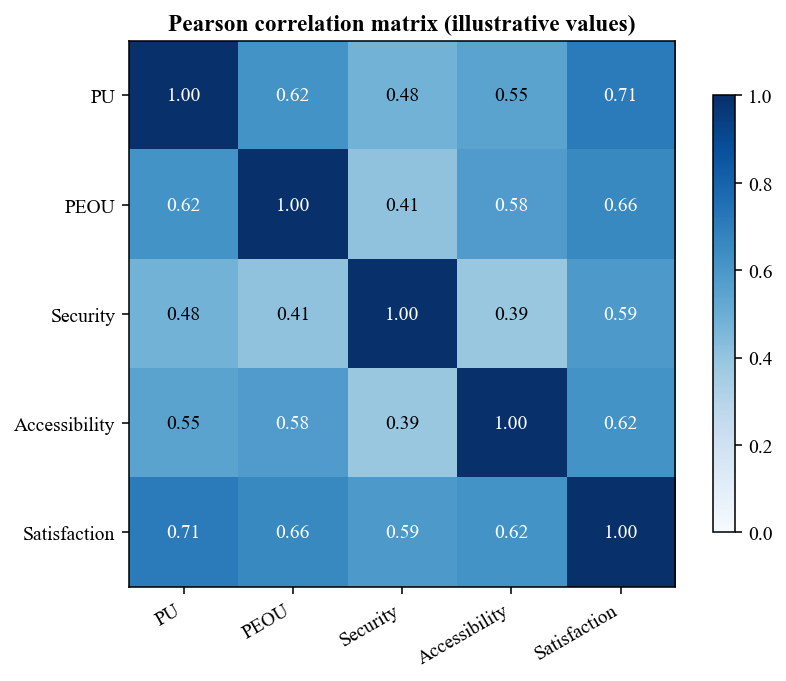 Pearson correlation matrix (illustrative values)
PU 1.00 0.62 0.48 0.55 0.71
PEOU 0.62 1.00 0.41 0.58 0.66
Security 0.48 0.41 1.00 0.39 0.59
Accessibility 0.55 0.58 0.39 1.00 0.62
Satisfaction 0.71 0.66 0.59 0.62 1.00
PU PEOU Security Accessibility Satisfaction
1.0
0.8
0.6
0.4
0.2
0.0